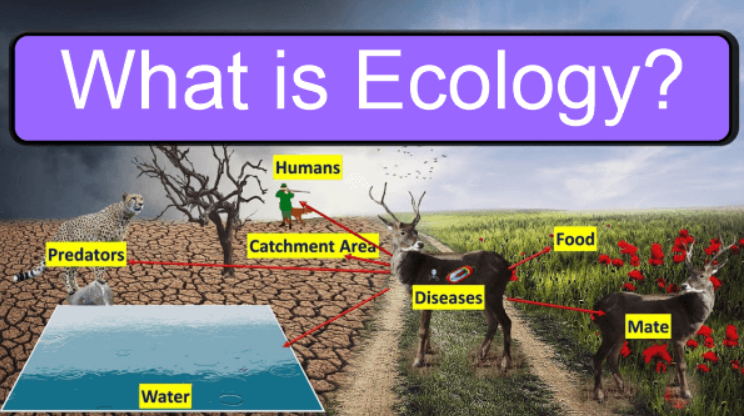 What is Ecology?
Humans
Catchment Area
Food
Predators
Diseases
Mate
Water